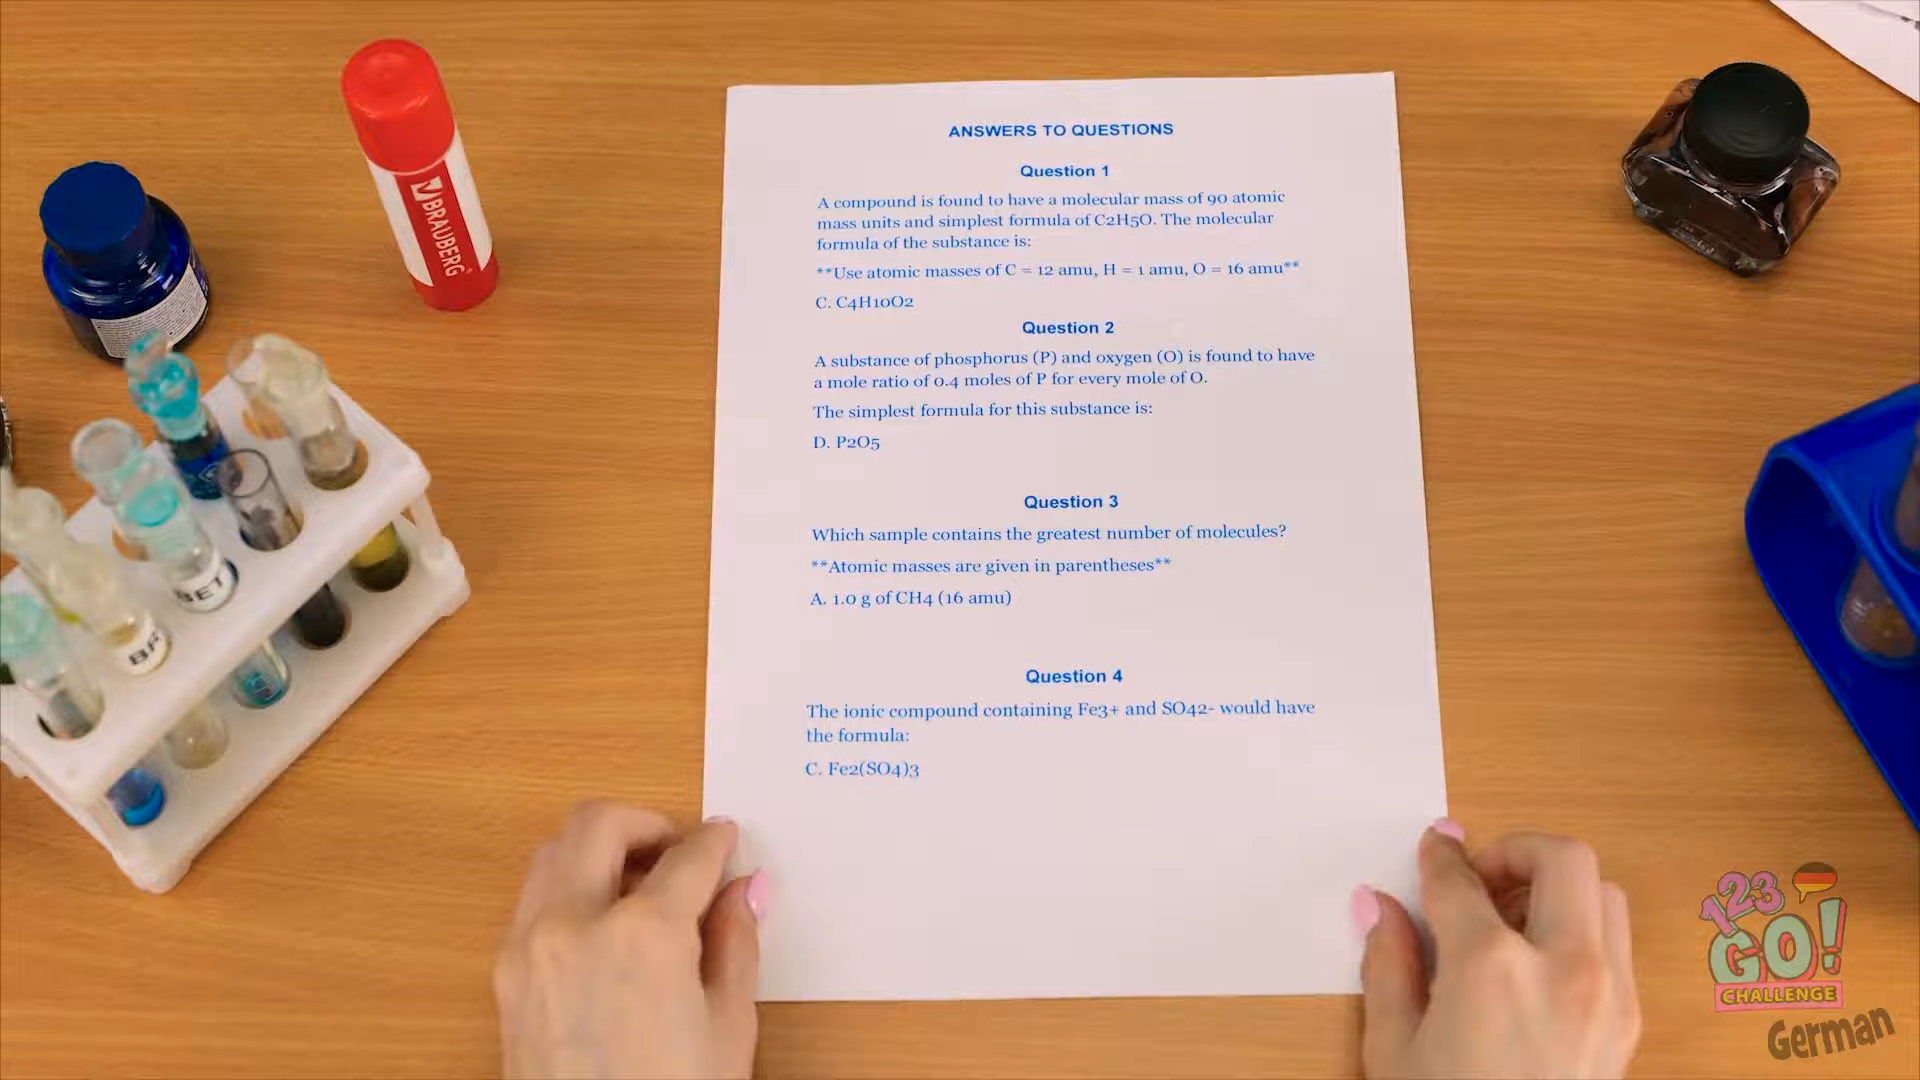 ANSWERS TO QUESTIONS
Question 1
A compound is found to have a molecular mass of 90 atomic
mass units and simplest formula of C2H5O. The molecular
formula of the substance is:
**Use atomic masses of C = 12 amu, H = 1 amu, O = 16 amu**
C. C4H10O2
Question 2
A substance of phosphorus (P) and oxygen (O) is found to have
a mole ratio of 0.4 moles of P for every mole of O.
The simplest formula for this substance is:
D. P2O5
Question 3
Which sample contains the greatest number of molecules?
**Atomic masses are given in parentheses**
A. 1.0 g of CH4 (16 amu)
Question 4
The ionic compound containing Fe3+ and SO42- would have
the formula:
C. Fe2(SO4)3
BRAUBERG®
123
GO!
CHALLENGE
German